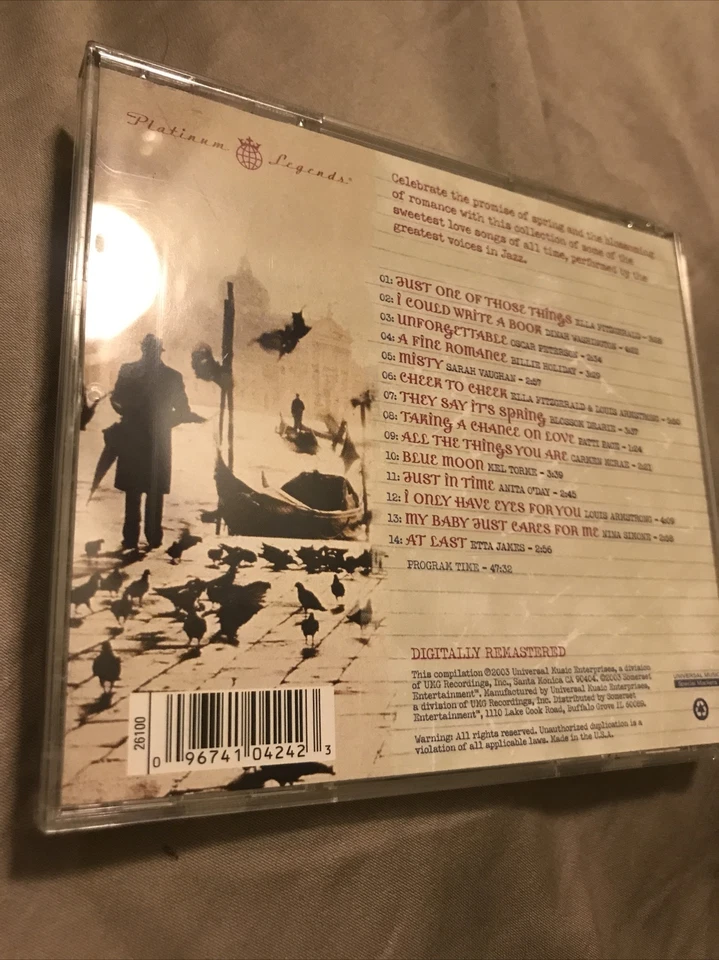 Platinum Legends®
Celebrate the promise of spring and the blossoming
of romance with this collection of some of the
sweetest love songs of all time, performed by the
greatest voices in Jazz.
01: JUST ONE OF THOSE THINGS ELLA FITZGERALD -
02: I COULD WRITE A BOOK DINAH WASHINGTON -
03: UNFORGETTABLE OSCAR PETERSON - 2:34
04: A FINE ROMANCE BILLIE HOLIDAY -
05: MISTY SARAH VAUGHAN - 2:57
06: CHEEK TO CHEEK ELLA FITZGERALD & LOUIS ARMSTRONG -
07: THEY SAY IT'S SPRING BLOSSOM DEARIE -
08: TAKING A CHANCE ON LOVE PATTI PAGE -
09: ALL THE THINGS YOU ARE CARMEN MCRAE -
10: BLUE MOON MEL TORME - 3:39
11: JUST IN TIME ANITA O'DAY - 2:45
12: I ONLY HAVE EYES FOR YOU LOUIS ARMSTRONG - 4:09
13: MY BABY JUST CARES FOR ME NINA SIMONE -
14: AT LAST ETTA JAMES - 2:56
PROGRAM TIME - 47:32
DIGITALLY REMASTERED
This compilation ℗2003 Universal Music Enterprises, a division
of UMG Recordings, Inc., Santa Monica CA 90404. ©2003 Somerset
Entertainment™. Manufactured by Universal Music Enterprises,
a division of UMG Recordings, Inc. Distributed by Somerset
Entertainment™, 1110 Lake Cook Road, Buffalo Grove IL 60089.
Warning: All rights reserved. Unauthorized duplication is a
violation of all applicable laws. Made in the U.S.A.
UNIVERSAL MUSIC
26100
0 96741 04242 3